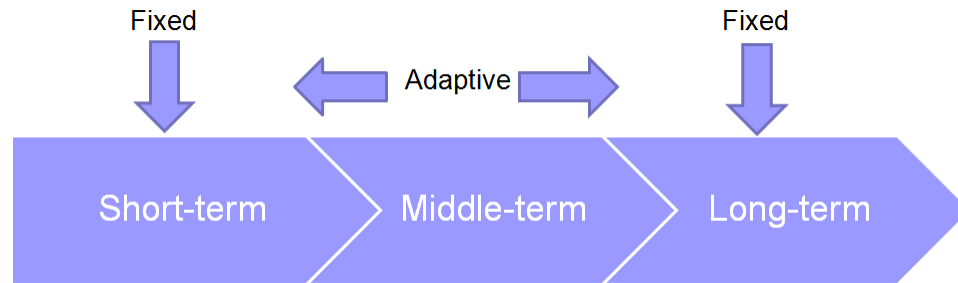 Fixed
Fixed
Adaptive
Short-term
Middle-term
Long-term